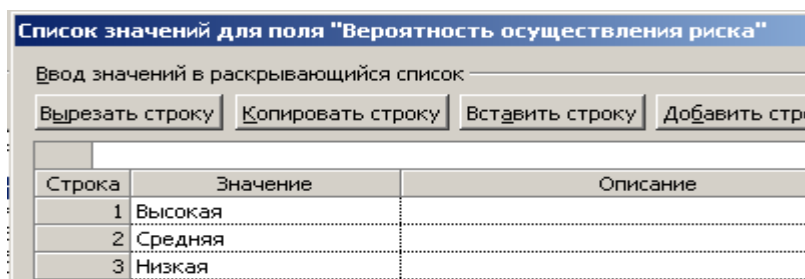 Список значений для поля "Вероятность осуществления риска"
Ввод значений в раскрывающийся список
Вырезать строку Копировать строку Вставить строку Добавить
Строка Значение Описание
1 Высокая
2 Средняя
3 Низкая